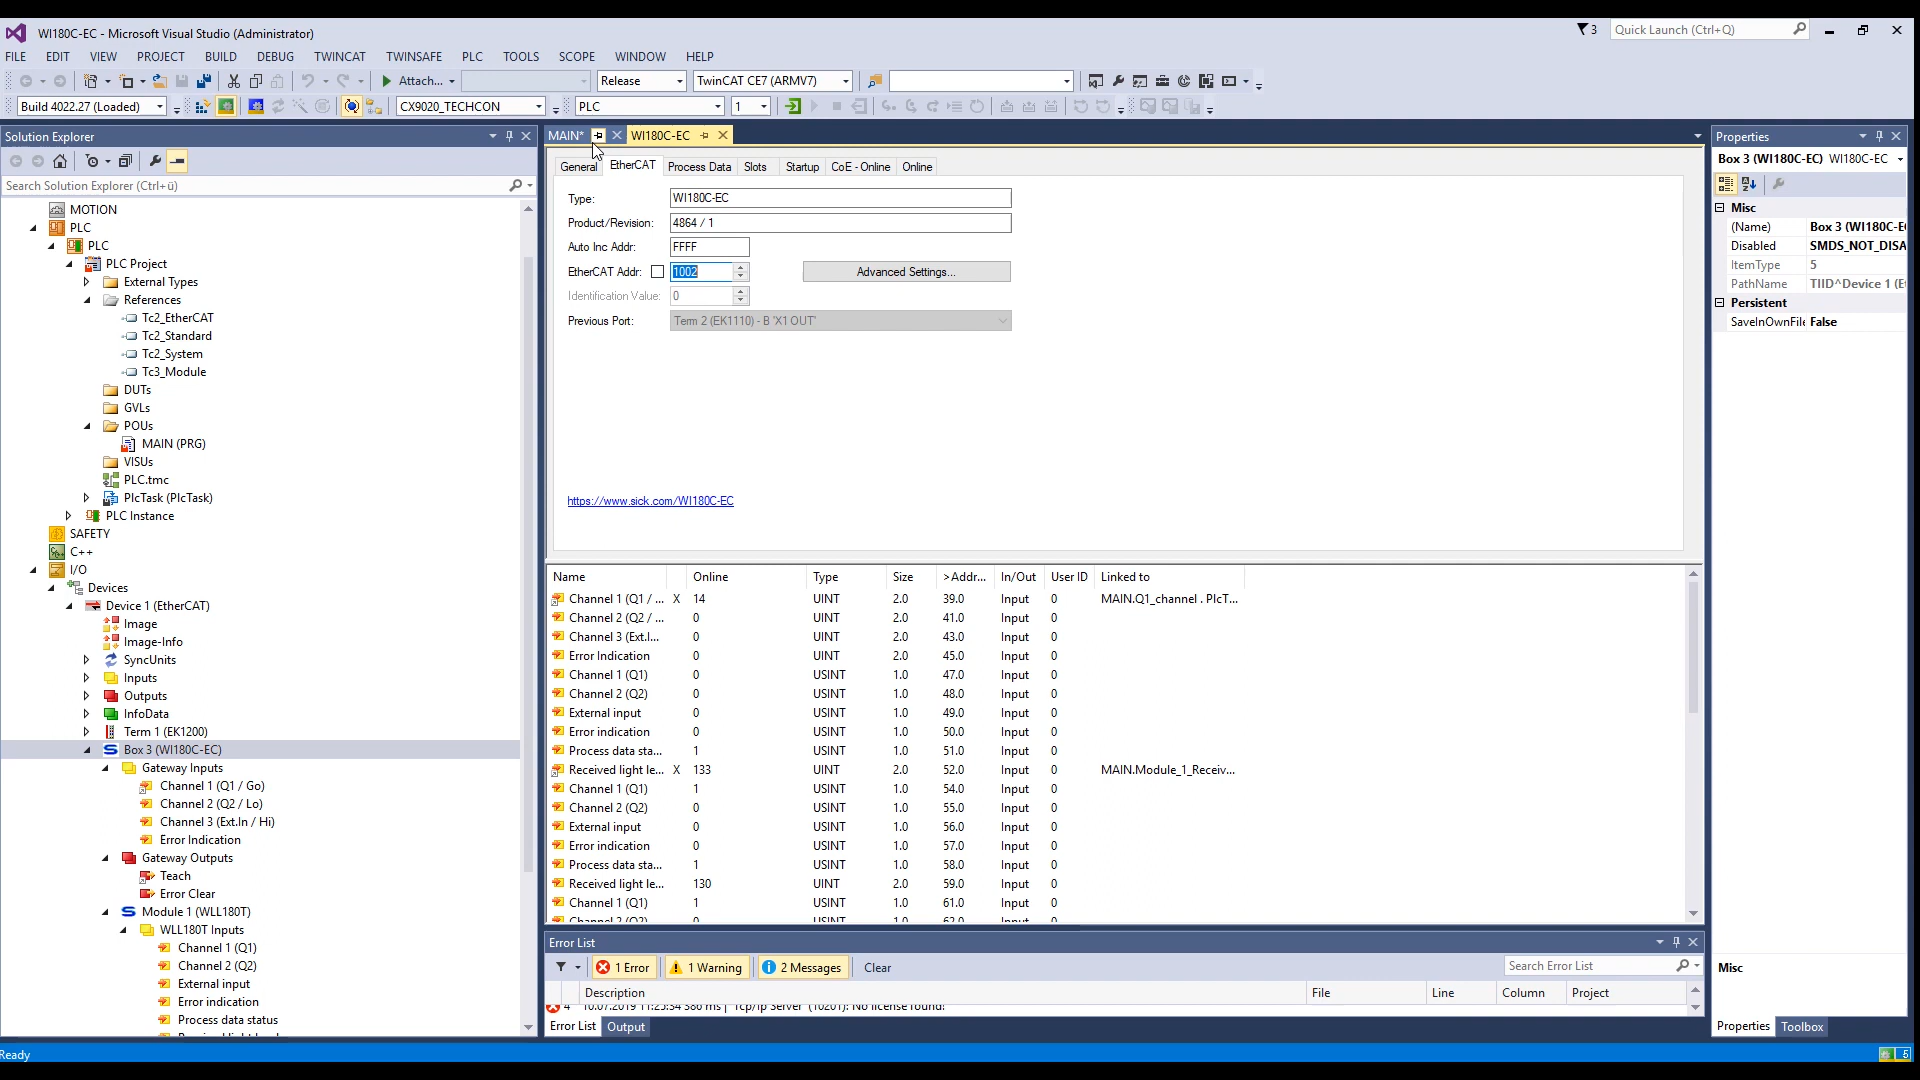 WI180C-EC - Microsoft Visual Studio (Administrator)
3
Quick Launch (Ctrl+Q)
FILE EDIT VIEW PROJECT BUILD DEBUG TWINCAT TWINSAFE PLC TOOLS SCOPE WINDOW HELP
Attach... Release TwinCAT CE7 (ARMV7)
Build 4022.27 (Loaded) CX9020_TECHCON PLC 1
Solution Explorer
Search Solution Explorer (Ctrl+ü)
MOTION
PLC
PLC
PLC Project
External Types
References
Tc2_EtherCAT
Tc2_Standard
Tc2_System
Tc3_Module
DUTs
GVLs
POUs
MAIN (PRG)
VISUs
PLC.tmc
PlcTask (PlcTask)
PLC Instance
SAFETY
C++
I/O
Devices
Device 1 (EtherCAT)
Image
Image-Info
SyncUnits
Inputs
Outputs
InfoData
Term 1 (EK1200)
Box 3 (WI180C-EC)
Gateway Inputs
Channel 1 (Q1 / Go)
Channel 2 (Q2 / Lo)
Channel 3 (Ext.In / Hi)
Error Indication
Gateway Outputs
Teach
Error Clear
Module 1 (WLL180T)
WLL180T Inputs
Channel 1 (Q1)
Channel 2 (Q2)
External input
Error indication
Process data status
MAIN* WI180C-EC
General EtherCAT Process Data Slots Startup CoE - Online Online
Type: WI180C-EC
Product/Revision: 4864 / 1
Auto Inc Addr: FFFF
EtherCAT Addr: 1002 Advanced Settings...
Identification Value: 0
Previous Port: Term 2 (EK1110) - B 'X1 OUT'
https://www.sick.com/WI180C-EC
Name Online Type Size >Addr... In/Out User ID Linked to
Channel 1 (Q1 / ... X 14 UINT 2.0 39.0 Input 0 MAIN.Q1_channel . PlcT...
Channel 2 (Q2 / ... 0 UINT 2.0 41.0 Input 0
Channel 3 (Ext.I... 0 UINT 2.0 43.0 Input 0
Error Indication 0 UINT 2.0 45.0 Input 0
Channel 1 (Q1) 0 USINT 1.0 47.0 Input 0
Channel 2 (Q2) 0 USINT 1.0 48.0 Input 0
External input 0 USINT 1.0 49.0 Input 0
Error indication 0 USINT 1.0 50.0 Input 0
Process data sta... 1 USINT 1.0 51.0 Input 0
Received light le... X 133 UINT 2.0 52.0 Input 0 MAIN.Module_1_Receiv...
Channel 1 (Q1) 1 USINT 1.0 54.0 Input 0
Channel 2 (Q2) 0 USINT 1.0 55.0 Input 0
External input 0 USINT 1.0 56.0 Input 0
Error indication 0 USINT 1.0 57.0 Input 0
Process data sta... 1 USINT 1.0 58.0 Input 0
Received light le... 130 UINT 2.0 59.0 Input 0
Channel 1 (Q1) 1 USINT 1.0 61.0 Input 0
Channel 2 (Q2) 0 USINT 1.0 62.0 Input 0
Error List
1 Error 1 Warning 2 Messages Clear Search Error List
Description File Line Column Project
Error List Output
Properties
Box 3 (WI180C-EC) WI180C-EC
Misc
(Name) Box 3 (WI180C-E
Disabled SMDS_NOT_DISA
ItemType 5
PathName TIID^Device 1 (E
Persistent
SaveInOwnFile False
Misc
Properties Toolbox
Ready
5